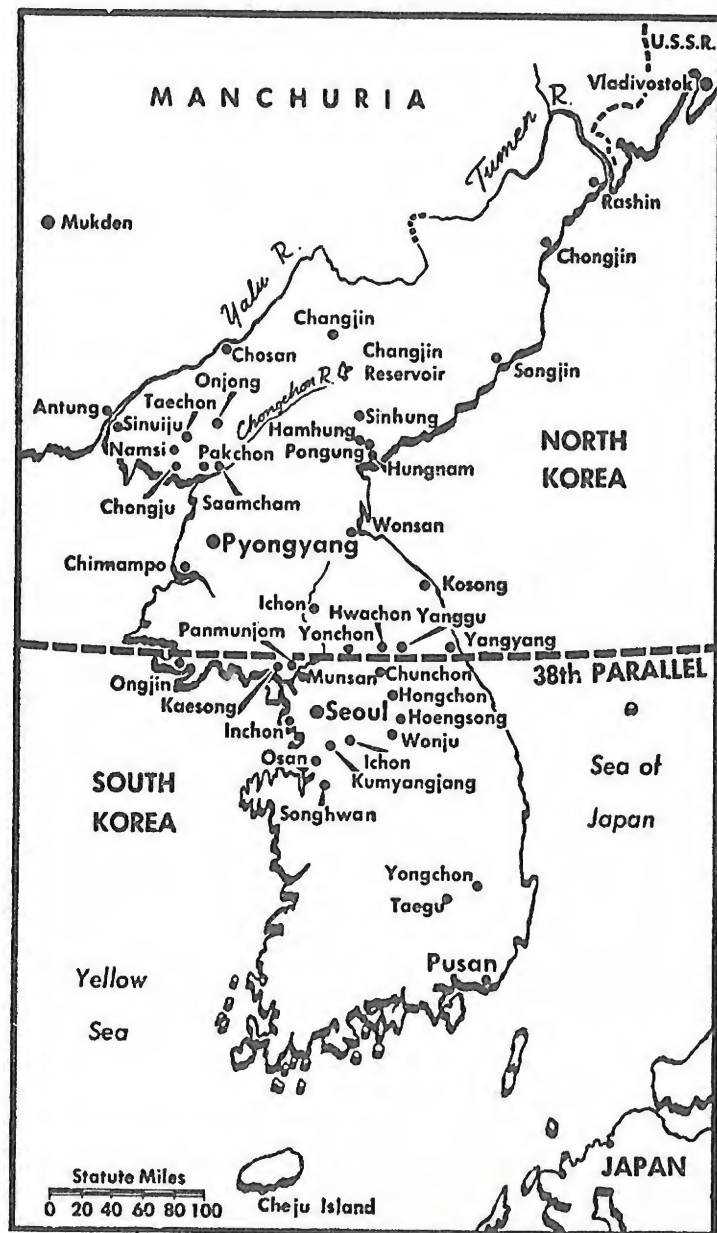 U.S.S.R.
MANCHURIA
Vladivostok
Tumen R.
Rashin
Mukden
Chongjin
Yalu R.
Changjin
Chosan
Changjin
Reservoir
Songjin
Onjong
Chongchon R.
Taechon
Antung
Sinuiju
Sinhung
Hamhung
NORTH
KOREA
Namsi
Pakchon
Pongung
Hungnam
Chongju
Saamcham
Wonsan
Pyongyang
Chinnampo
Kosong
Ichon
Hwachon
Yanggu
Panmunjom
Yonchon
Yangyang
38th PARALLEL
Ongjin
Munsan
Chunchon
Kaesong
Hongchon
Seoul
Hoengsong
Inchon
Wonju
Osan
Ichon
Sea of
Japan
SOUTH
KOREA
Kumyangjang
Songhwan
Yongchon
Taegu
Pusan
Yellow
Sea
JAPAN
Statute Miles
0 20 40 60 80 100
Cheju Island